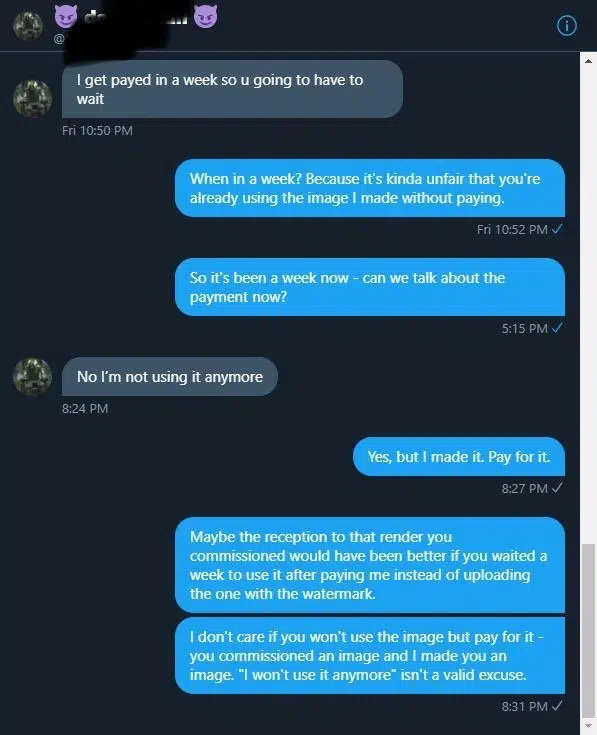 @
I get payed in a week so u going to have to
wait
Fri 10:50 PM
When in a week? Because it's kinda unfair that you're
already using the image I made without paying.
Fri 10:52 PM
So it's been a week now - can we talk about the
payment now?
5:15 PM
No I'm not using it anymore
8:24 PM
Yes, but I made it. Pay for it.
8:27 PM
Maybe the reception to that render you
commissioned would have been better if you waited a
week to use it after paying me instead of uploading
the one with the watermark.
I don't care if you won't use the image but pay for it -
you commissioned an image and I made you an
image. "I won't use it anymore" isn't a valid excuse.
8:31 PM